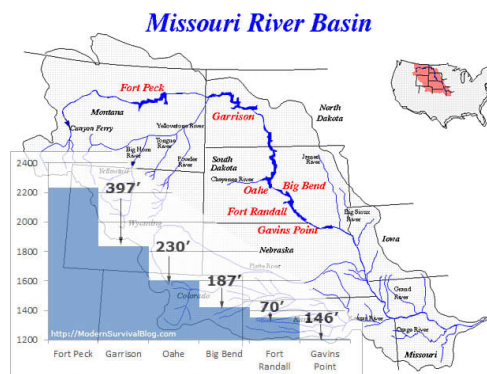 Missouri River Basin
Fort Peck
Garrison
Montana
North
Dakota
Canyon Ferry
Yellowstone River
Tongue
River
Big Horn
River
Powder
River
South
Dakota
James
River
Cheyenne River
Oahe
Big Bend
Fort Randall
Gavins Point
Big Sioux
River
Iowa
Nebraska
Yellowstone
Wyoming
Platte River
Colorado
Grand
River
Osage River
Missouri
2400
2200
2000
1800
1600
1400
1200
397’
230’
187’
70’
146’
http://ModernSurvivalBlog.com
Fort Peck
Garrison
Oahe
Big Bend
Fort
Randall
Gavins
Point